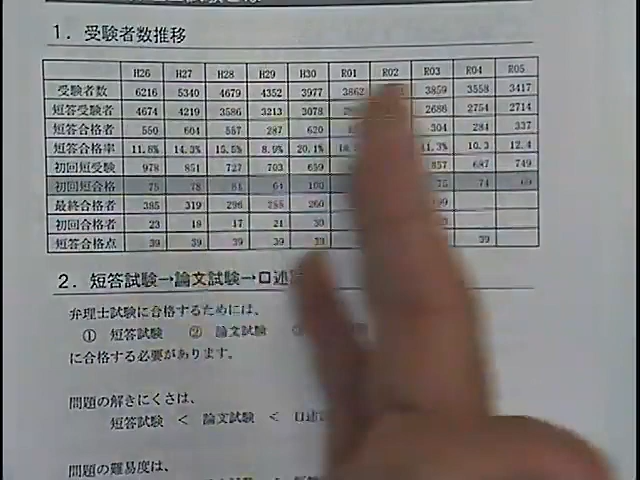 1．受験者数推移
H26 H27 H28 H29 H30 R01 R02 R03 R04 R05
受験者数 6216 5340 4679 4352 3977 3862 3859 3558 3417
短答受験者 4674 4219 3586 3213 3078 2686 2754 2714
短答合格者 550 604 557 287 620 304 284 337
短答合格率 11.8% 14.3% 15.5% 8.9% 20.1% 11.3% 10.3 12.4
初回短受験 978 851 727 703 659 857 687 749
初回短合格 75 78 81 64 100 75 74 69
最終合格者 385 319 296 255 260
初回合格者 23 18 17 21 30
短答合格点 39 39 39 39 39 39
2．短答試験→論文試験→口述
弁理士試験に合格するためには、
① 短答試験 ② 論文試験
に合格する必要があります。
問題の解きにくさは、
短答試験 ＜ 論文試験 ＜ 口述
問題の難易度は、